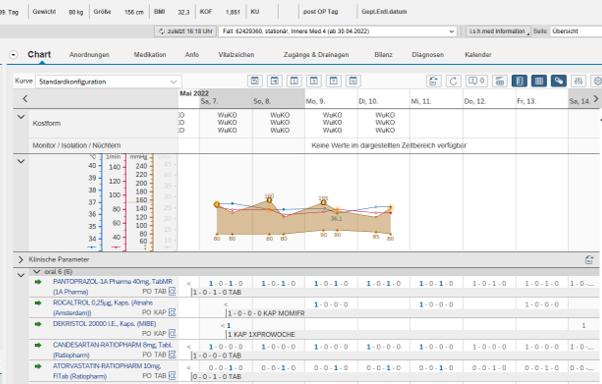 99. Tag Gewicht 80 kg Größe 156 cm BMI 32,3 KOF 1,851 KU post OP Tag Gepl.Entl.datum
zuletzt 16:18 Uhr Fall: 62429360, stationär, Innere Med.4 (ab 30.04.2022) i.s.h.med Information Seite: Übersicht
Chart Anordnungen Medikation Anfo Vitalzeichen Zugänge & Drainagen Bilanz Diagnosen Kalender
Kurve Standardkonfiguration
Mai 2022
Sa, 7. So, 8. Mo, 9. Di, 10. Mi, 11. Do, 12. Fr, 13. Sa, 14.
Kostform
KO WuKO WuKO WuKO WuKO
KO WuKO WuKO WuKO WuKO
KO WuKO WuKO WuKO WuKO
Monitor / Isolation / Nüchtern Keine Werte im dargestellten Zeitbereich verfügbar
°C 1/min mmHg
40 140 240
39 120 220
38 100 180
37 80 160
36 60 120
35 100
34 40 60
160 155
36,1
80 80 80 80 90 90 85 80
Klinische Parameter
oral 6 (6)
PANTOPRAZOL-1A Pharma 40mg, TabMR < 1 - 0 - 1 - 0 1 - 0 - 1 - 0 1 - 0 - 1 - 0 1 - 0 - 1 - 0 1 - 0 - 1 - 0 1 - 0 - 1 - 0 1 - 0 - 1 - 0 1 - 0 -...
(1A Pharma) PO TAB 1 - 0 - 1 - 0 TAB
ROCALTROL 0,25µg, Kaps. (Atnahs < 1 - 0 - 0 - 0 1 - 0 - 0 - 0
(Amsterdam)) PO KAP 1 - 0 - 0 - 0 KAP MOMIFR
DEKRISTOL 20000 I.E., Kaps. (MIBE) < 1 1
PO KAP 1 KAP 1XPROWOCHE
CANDESARTAN-RATIOPHARM 8mg, Tabl. < 1 - 0 - 0 - 0 1 - 0 - 0 - 0 1 - 0 - 0 - 0 1 - 0 - 0 - 0 1 - 0 - 0 - 0 1 - 0 - 0 - 0 1 - 0 - 0 - 0 1 - 0 -...
(Ratiopharm) PO TAB 1 - 0 - 0 - 0 TAB
ATORVASTATIN-RATIOPHARM 10mg, < 0 - 0 - 1 - 0 0 - 0 - 1 - 0 0 - 0 - 1 - 0 0 - 0 - 1 - 0 0 - 0 - 1 - 0 0 - 0 - 1 - 0 0 - 0 - 1 - 0 0 - 0 -...
FiTab (Ratiopharm) PO TAB 0 - 0 - 1 - 0 TAB